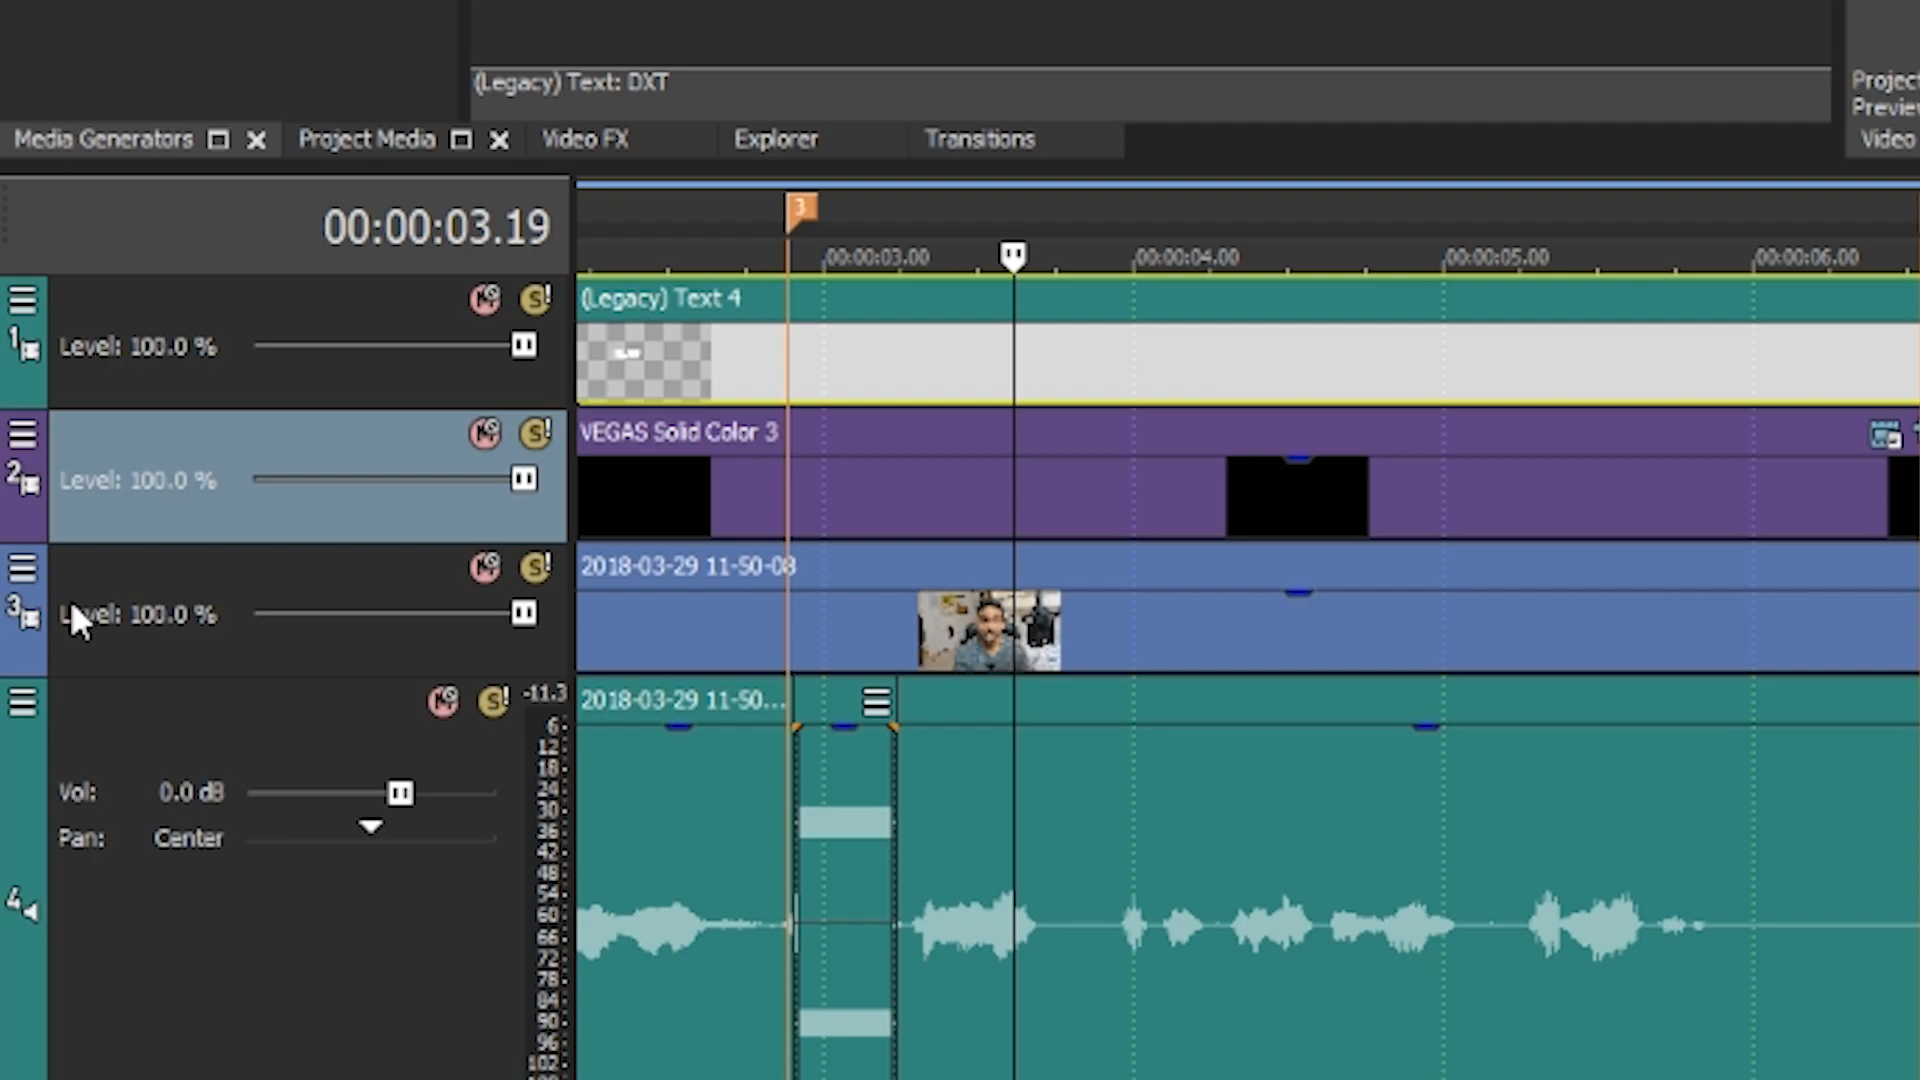 (Legacy) Text: DXT
Project
Preview
Media Generators
Project Media
Video FX
Explorer
Transitions
Video
00:00:03.19
3
00:00:03.00
00:00:04.00
00:00:05.00
00:00:06.00
1
Level: 100.0 %
M
S!
(Legacy) Text 4
2
Level: 100.0 %
M
S!
VEGAS Solid Color 3
3
Level: 100.0 %
M
S!
2018-03-29 11-50-08
4
M
S!
-11.3
2018-03-29 11-50...
Vol: 0.0 dB
Pan: Center
6
12
18
24
30
36
42
48
54
60
66
72
78
84
90
96
102